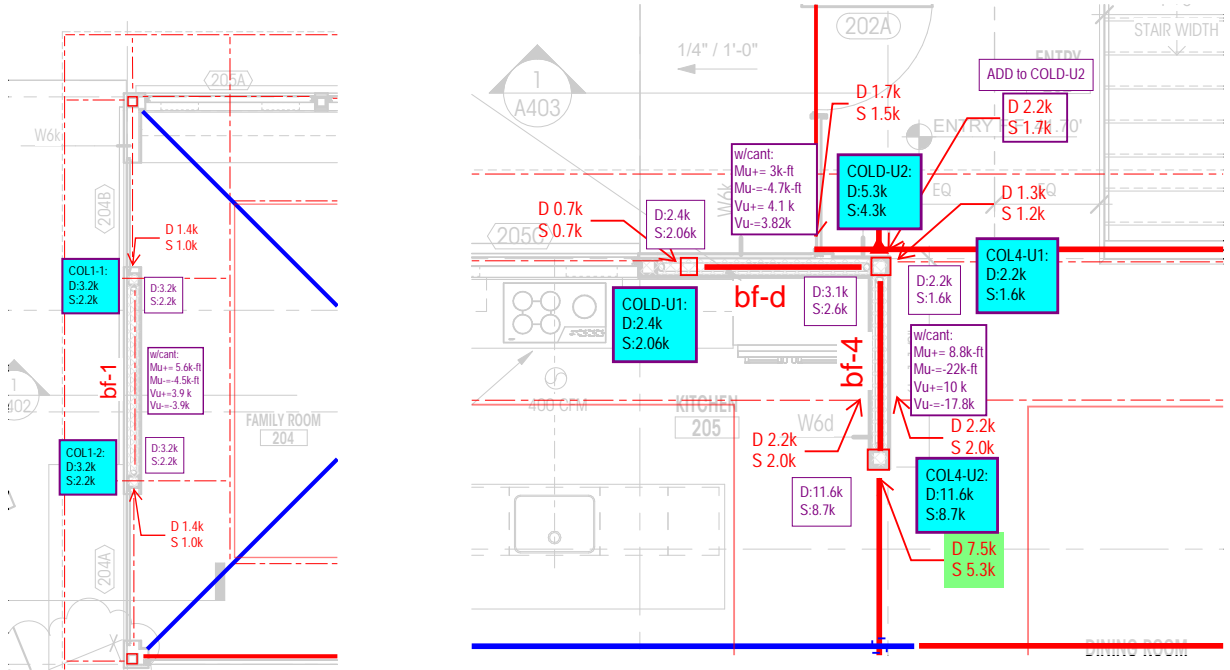 205A
W6k
204B
D 1.4k
S 1.0k
COL1-1:
D:3.2k
S:2.2k
D:3.2k
S:2.2k
w/cant:
Mu+= 5.6k-ft
Mu-=-4.5k-ft
Vu+=3.9 k
Vu-=-3.9k
bf-1
1
402
FAMILY ROOM
204
COL1-2:
D:3.2k
S:2.2k
D:3.2k
S:2.2k
D 1.4k
S 1.0k
204A
1/4" / 1'-0"
202A
STAIR WIDTH
ENTRY
ADD to COLD-U2
1
A403
D 1.7k
S 1.5k
D 2.2k
S 1.7k
ENTRY
70'
w/cant:
Mu+= 3k-ft
Mu-=-4.7k-ft
Vu+= 4.1 k
Vu-=-3.82k
W6k
COLD-U2:
D:5.3k
S:4.3k
EQ
EQ
D 1.3k
S 1.2k
D 0.7k
S 0.7k
D:2.4k
S:2.06k
205C
COL4-U1:
D:2.2k
S:1.6k
D:2.2k
S:1.6k
COLD-U1:
D:2.4k
S:2.06k
bf-d
D:3.1k
S:2.6k
w/cant:
Mu+= 8.8k-ft
Mu-=-22k-ft
Vu+=10 k
Vu-=-17.8k
bf-4
400 CFM
KITCHEN
205
W6d
D 2.2k
S 2.0k
D 2.2k
S 2.0k
COL4-U2:
D:11.6k
S:8.7k
D:11.6k
S:8.7k
D 7.5k
S 5.3k
DINING ROOM